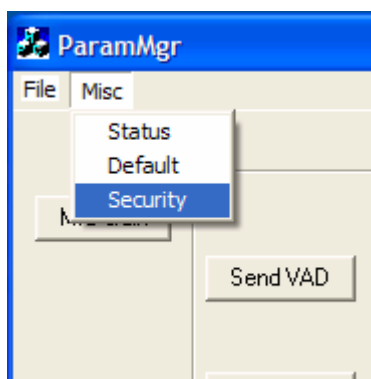 ParamMgr
File Misc
Status
Default
Security
Send VAD